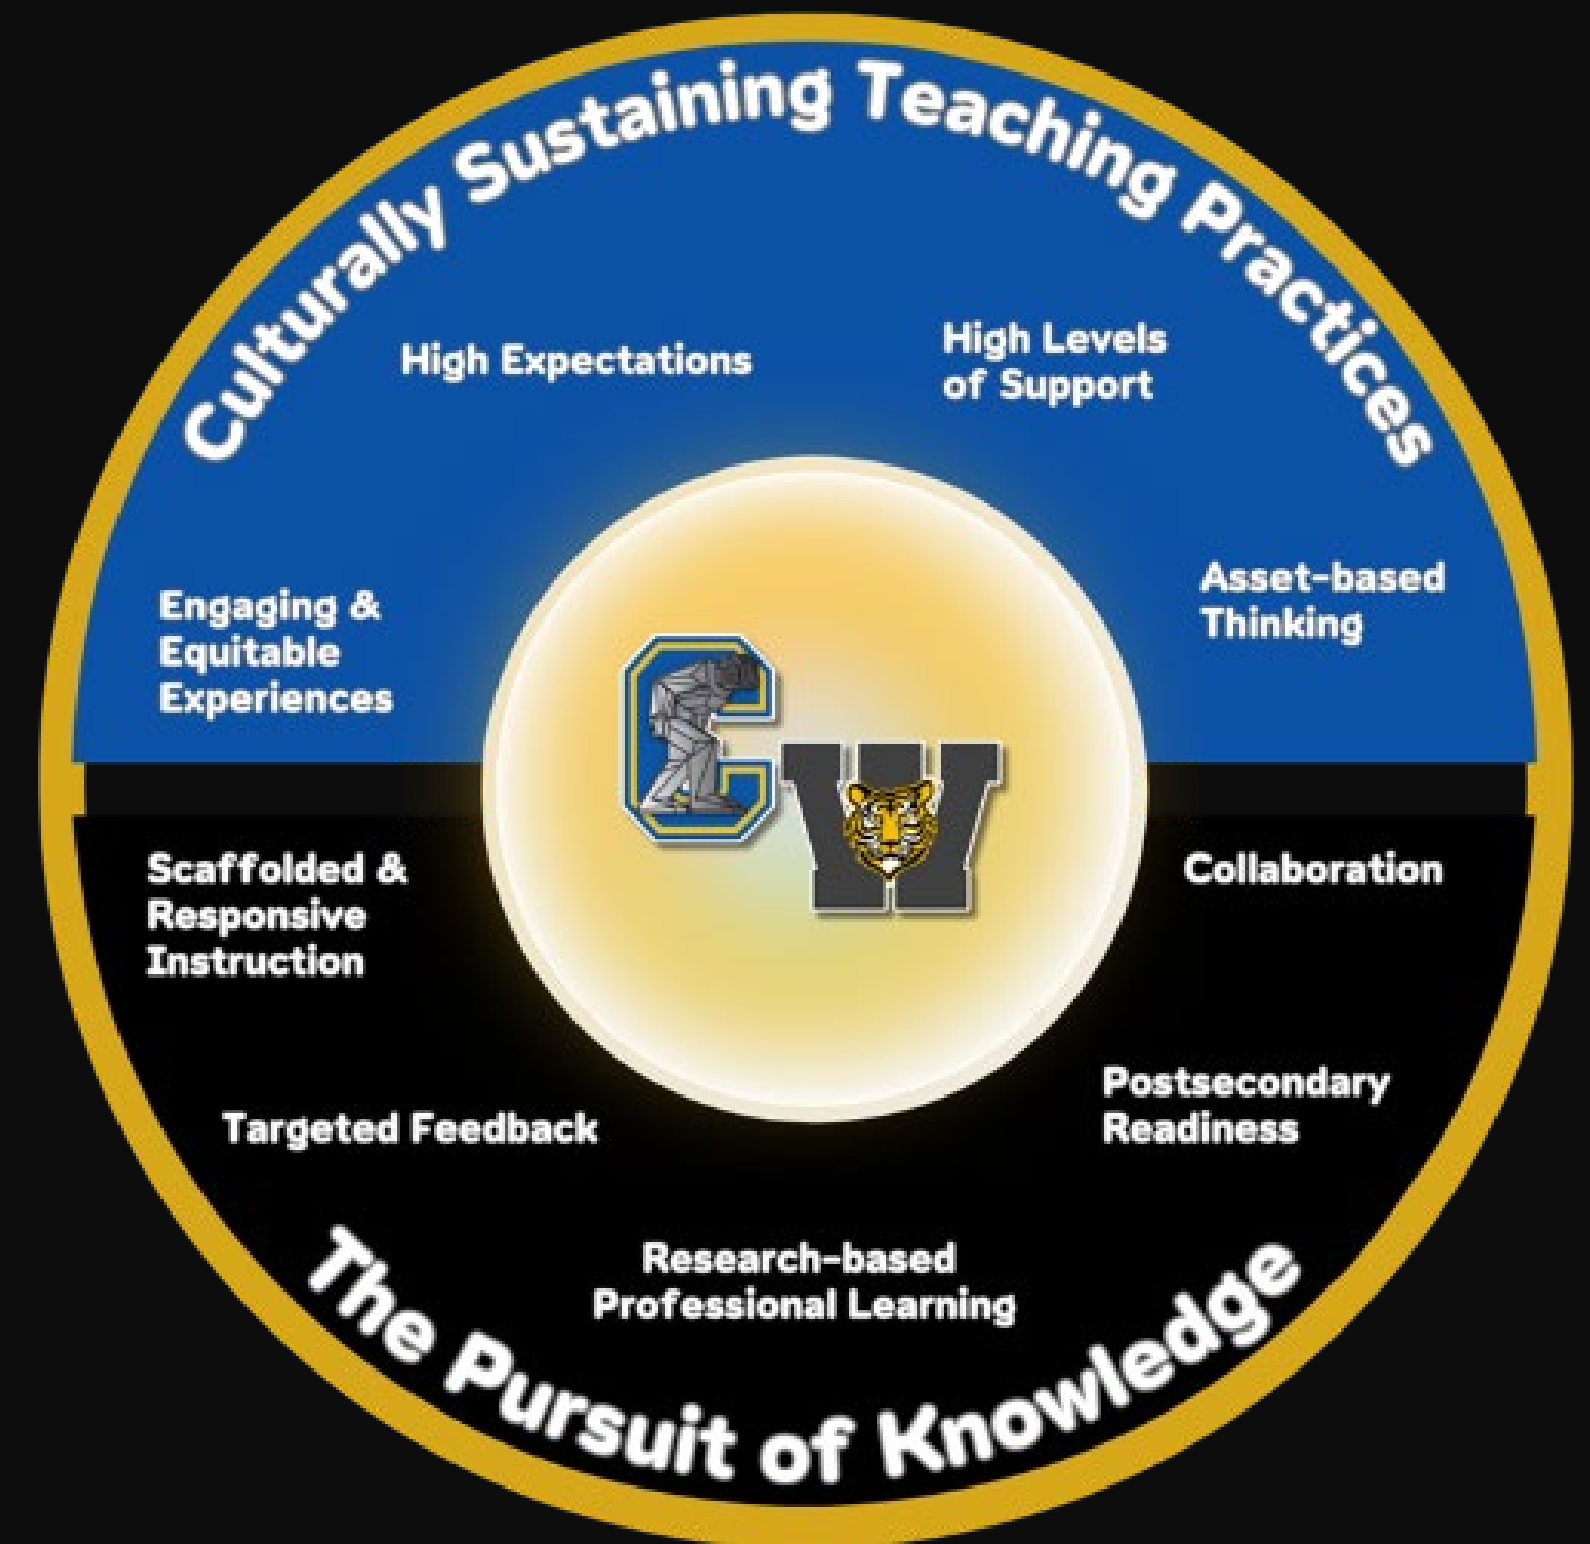 Culturally Sustaining Teaching Practices
High Expectations
High Levels
of Support
Engaging &
Equitable
Experiences
Asset-based
Thinking
C
W
Scaffolded &
Responsive
Instruction
Collaboration
Targeted Feedback
Postsecondary
Readiness
Research-based
Professional Learning
The Pursuit of Knowledge